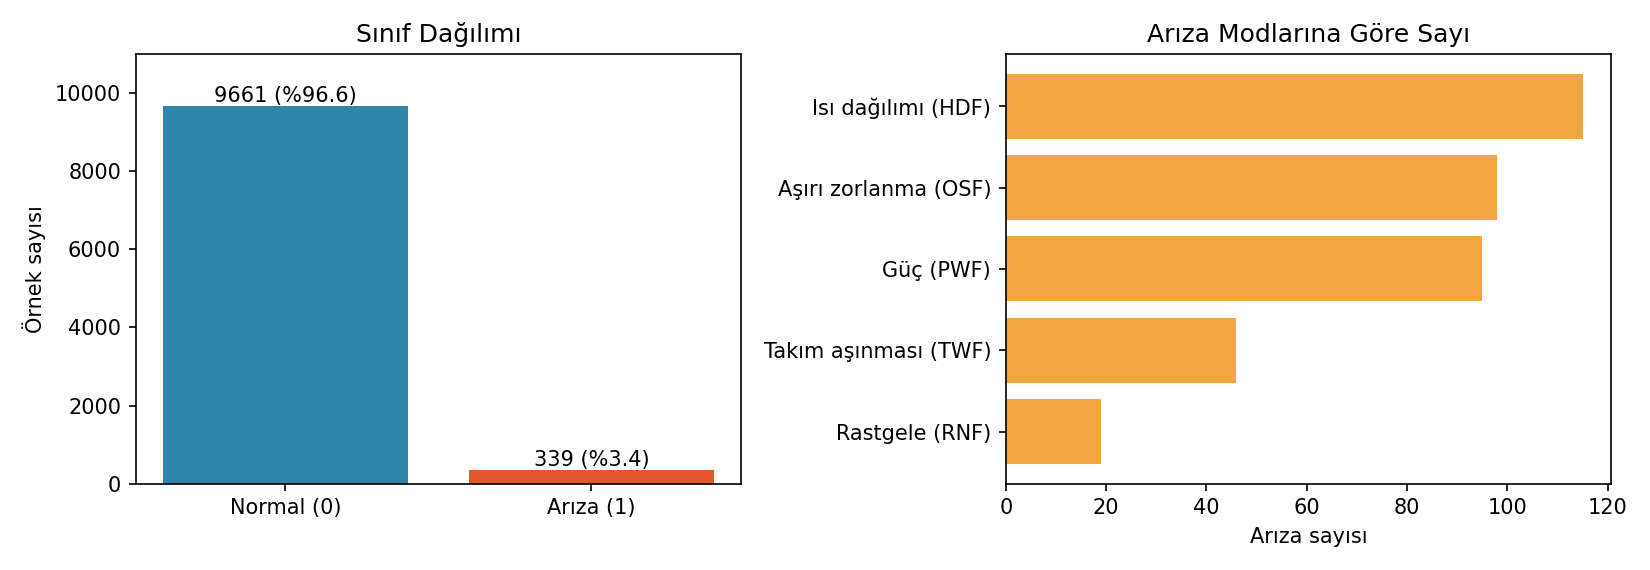 Sınıf Dağılımı
10000
8000
6000
4000
2000
0
Örnek sayısı
9661 (%96.6)
339 (%3.4)
Normal (0)
Arıza (1)
Arıza Modlarına Göre Sayı
Isı dağılımı (HDF)
Aşırı zorlanma (OSF)
Güç (PWF)
Takım aşınması (TWF)
Rastgele (RNF)
0 20 40 60 80 100 120
Arıza sayısı